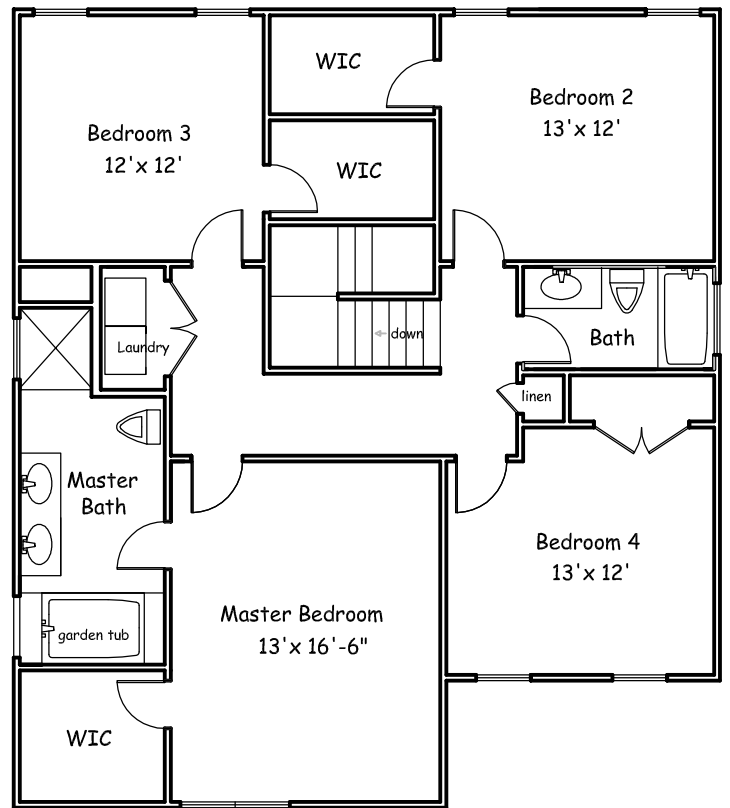 WIC
Bedroom 2
13'x 12'
Bedroom 3
12'x 12'
WIC
down
Laundry
Bath
linen
Master
Bath
Bedroom 4
13'x 12'
Master Bedroom
13'x 16'-6"
garden tub
WIC